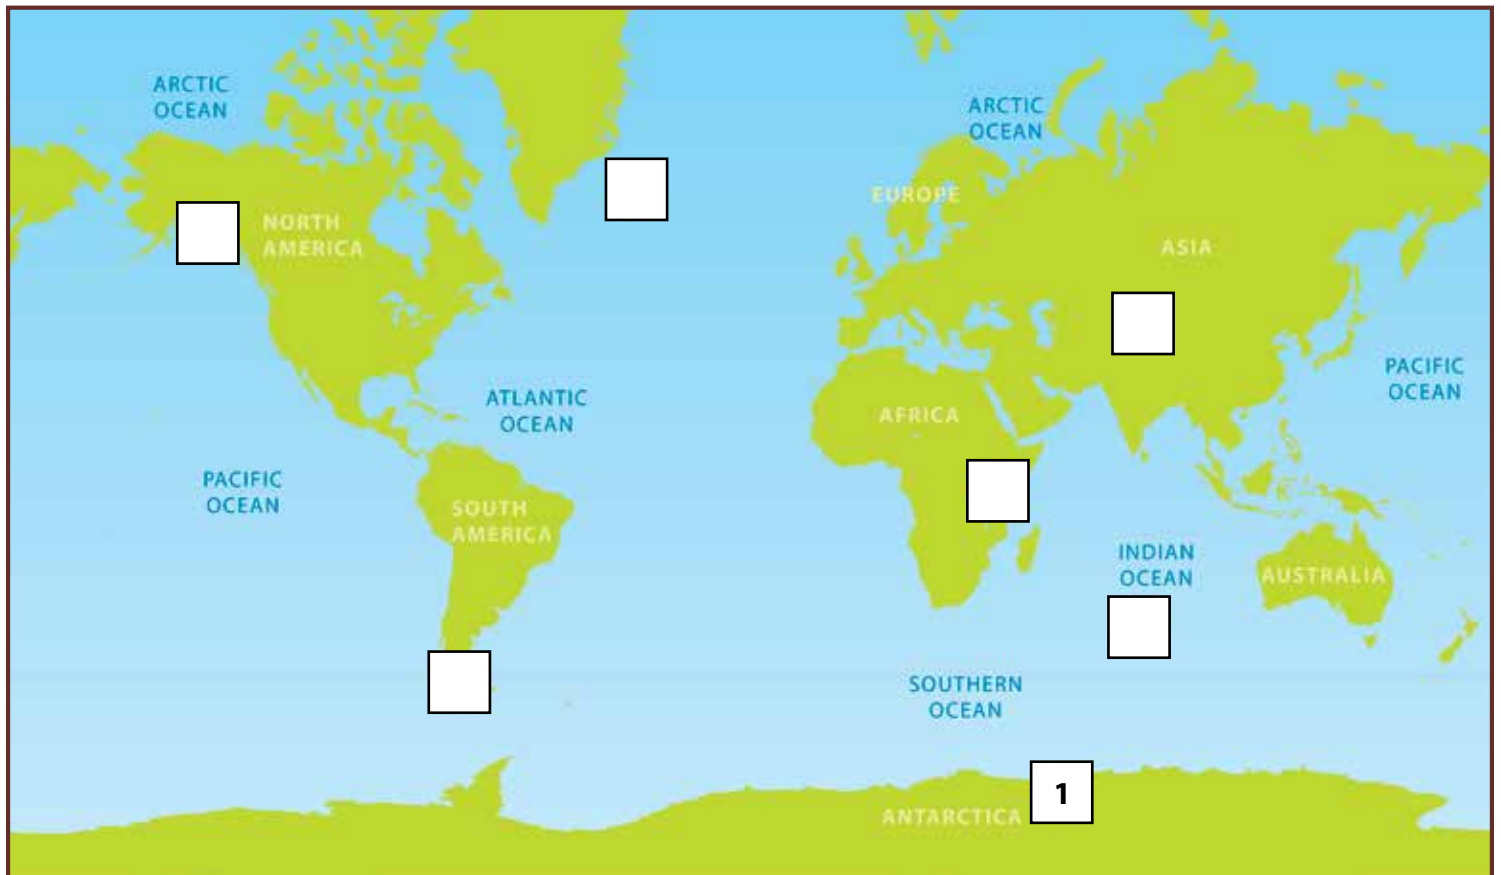 ARCTIC
OCEAN
ARCTIC
OCEAN
EUROPE
NORTH
AMERICA
ASIA
PACIFIC
OCEAN
ATLANTIC
OCEAN
AFRICA
PACIFIC
OCEAN
SOUTH
AMERICA
INDIAN
OCEAN
AUSTRALIA
SOUTHERN
OCEAN
ANTARCTICA
1